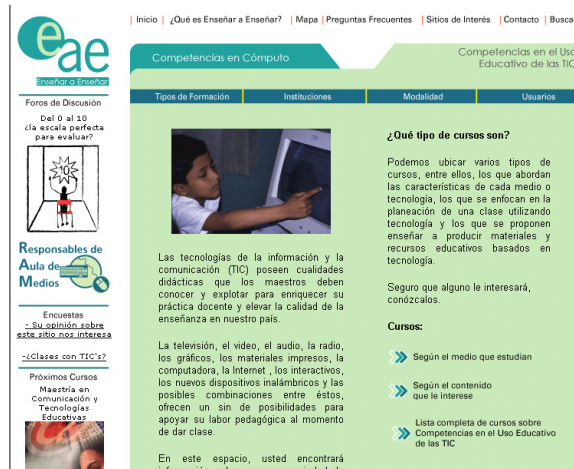 Inicio | ¿Qué es Enseñar a Enseñar? | Mapa | Preguntas Frecuentes | Sitios de Interés | Contacto | Busca
eae
Enseñar a Enseñar
Foros de Discusión
Del 0 al 10
¿la escala perfecta
para evaluar?
10
Responsables de
Aula de
Medios
Encuestas
- Su opinión sobre
este sitio nos interesa
-¿Clases con TIC's?
Próximos Cursos
Maestría en
Comunicación y
Tecnologías
Educativas
Competencias en Cómputo
Competencias en el Uso
Educativo de las TIC
Tipos de Formación
Instituciones
Modalidad
Usuarios
Las tecnologías de la información y la
comunicación (TIC) poseen cualidades
didácticas que los maestros deben
conocer y explotar para enriquecer su
práctica docente y elevar la calidad de la
enseñanza en nuestro país.
La televisión, el video, el audio, la radio,
los gráficos, los materiales impresos, la
computadora, la Internet , los interactivos,
los nuevos dispositivos inalámbricos y las
posibles combinaciones entre éstos,
ofrecen un sin de posibilidades para
apoyar su labor pedagógica al momento
de dar clase.
En este espacio, usted encontrará
¿Qué tipo de cursos son?
Podemos ubicar varios tipos de
cursos, entre ellos, los que abordan
las características de cada medio o
tecnología, los que se enfocan en la
planeación de una clase utilizando
tecnología y los que se proponen
enseñar a producir materiales y
recursos educativos basados en
tecnología.
Seguro que alguno le interesará,
conózcalos.
Cursos:
Según el medio que estudian
Según el contenido
que le interese
Lista completa de cursos sobre
Competencias en el Uso Educativo
de las TIC